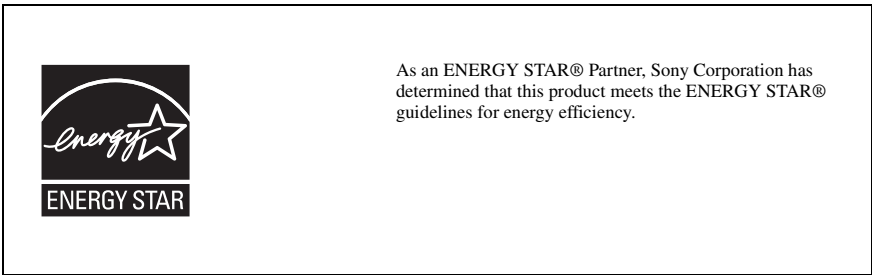 energy
ENERGY STAR
As an ENERGY STAR® Partner, Sony Corporation has
determined that this product meets the ENERGY STAR®
guidelines for energy efficiency.